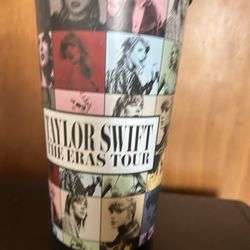 TAYLOR SWIFT
THE ERAS TOUR